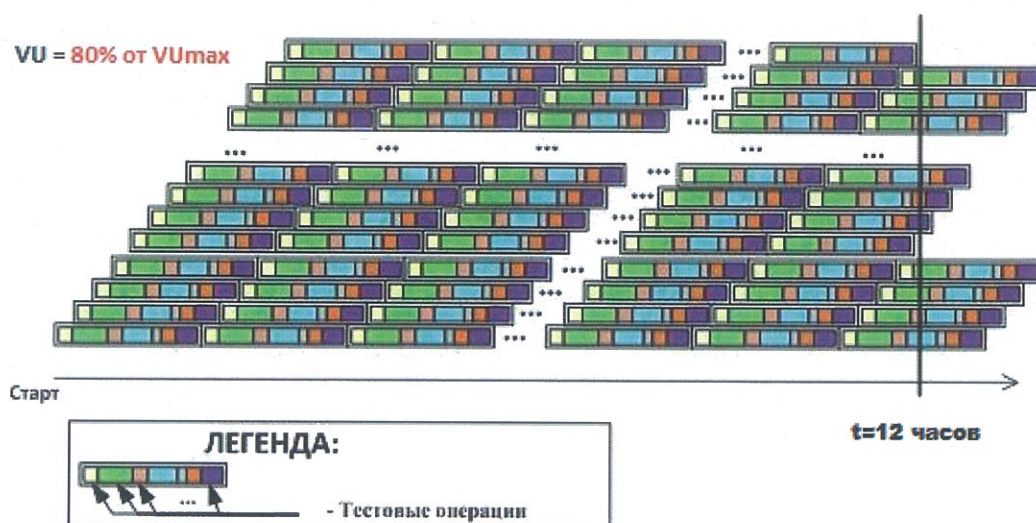 VU = 80% от VUmax
Старт
t=12 часов
ЛЕГЕНДА:
...
- Тестовые операции